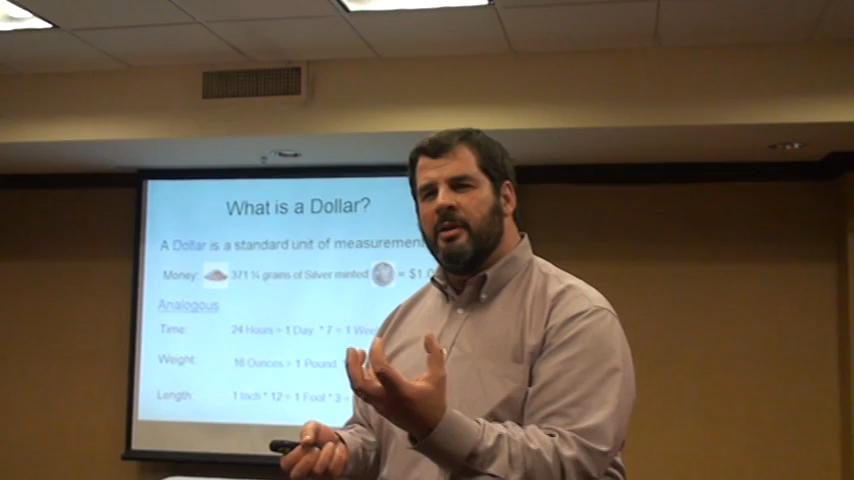 What is a Dollar?
A Dollar is a standard unit of measurement
Money: 371 ¼ grains of Silver minted = $1.0
Analogous
Time: 24 Hours = 1 Day * 7 = 1 Week
Weight: 16 Ounces = 1 Pound
Length: 1 Inch * 12 = 1 Foot * 3 =